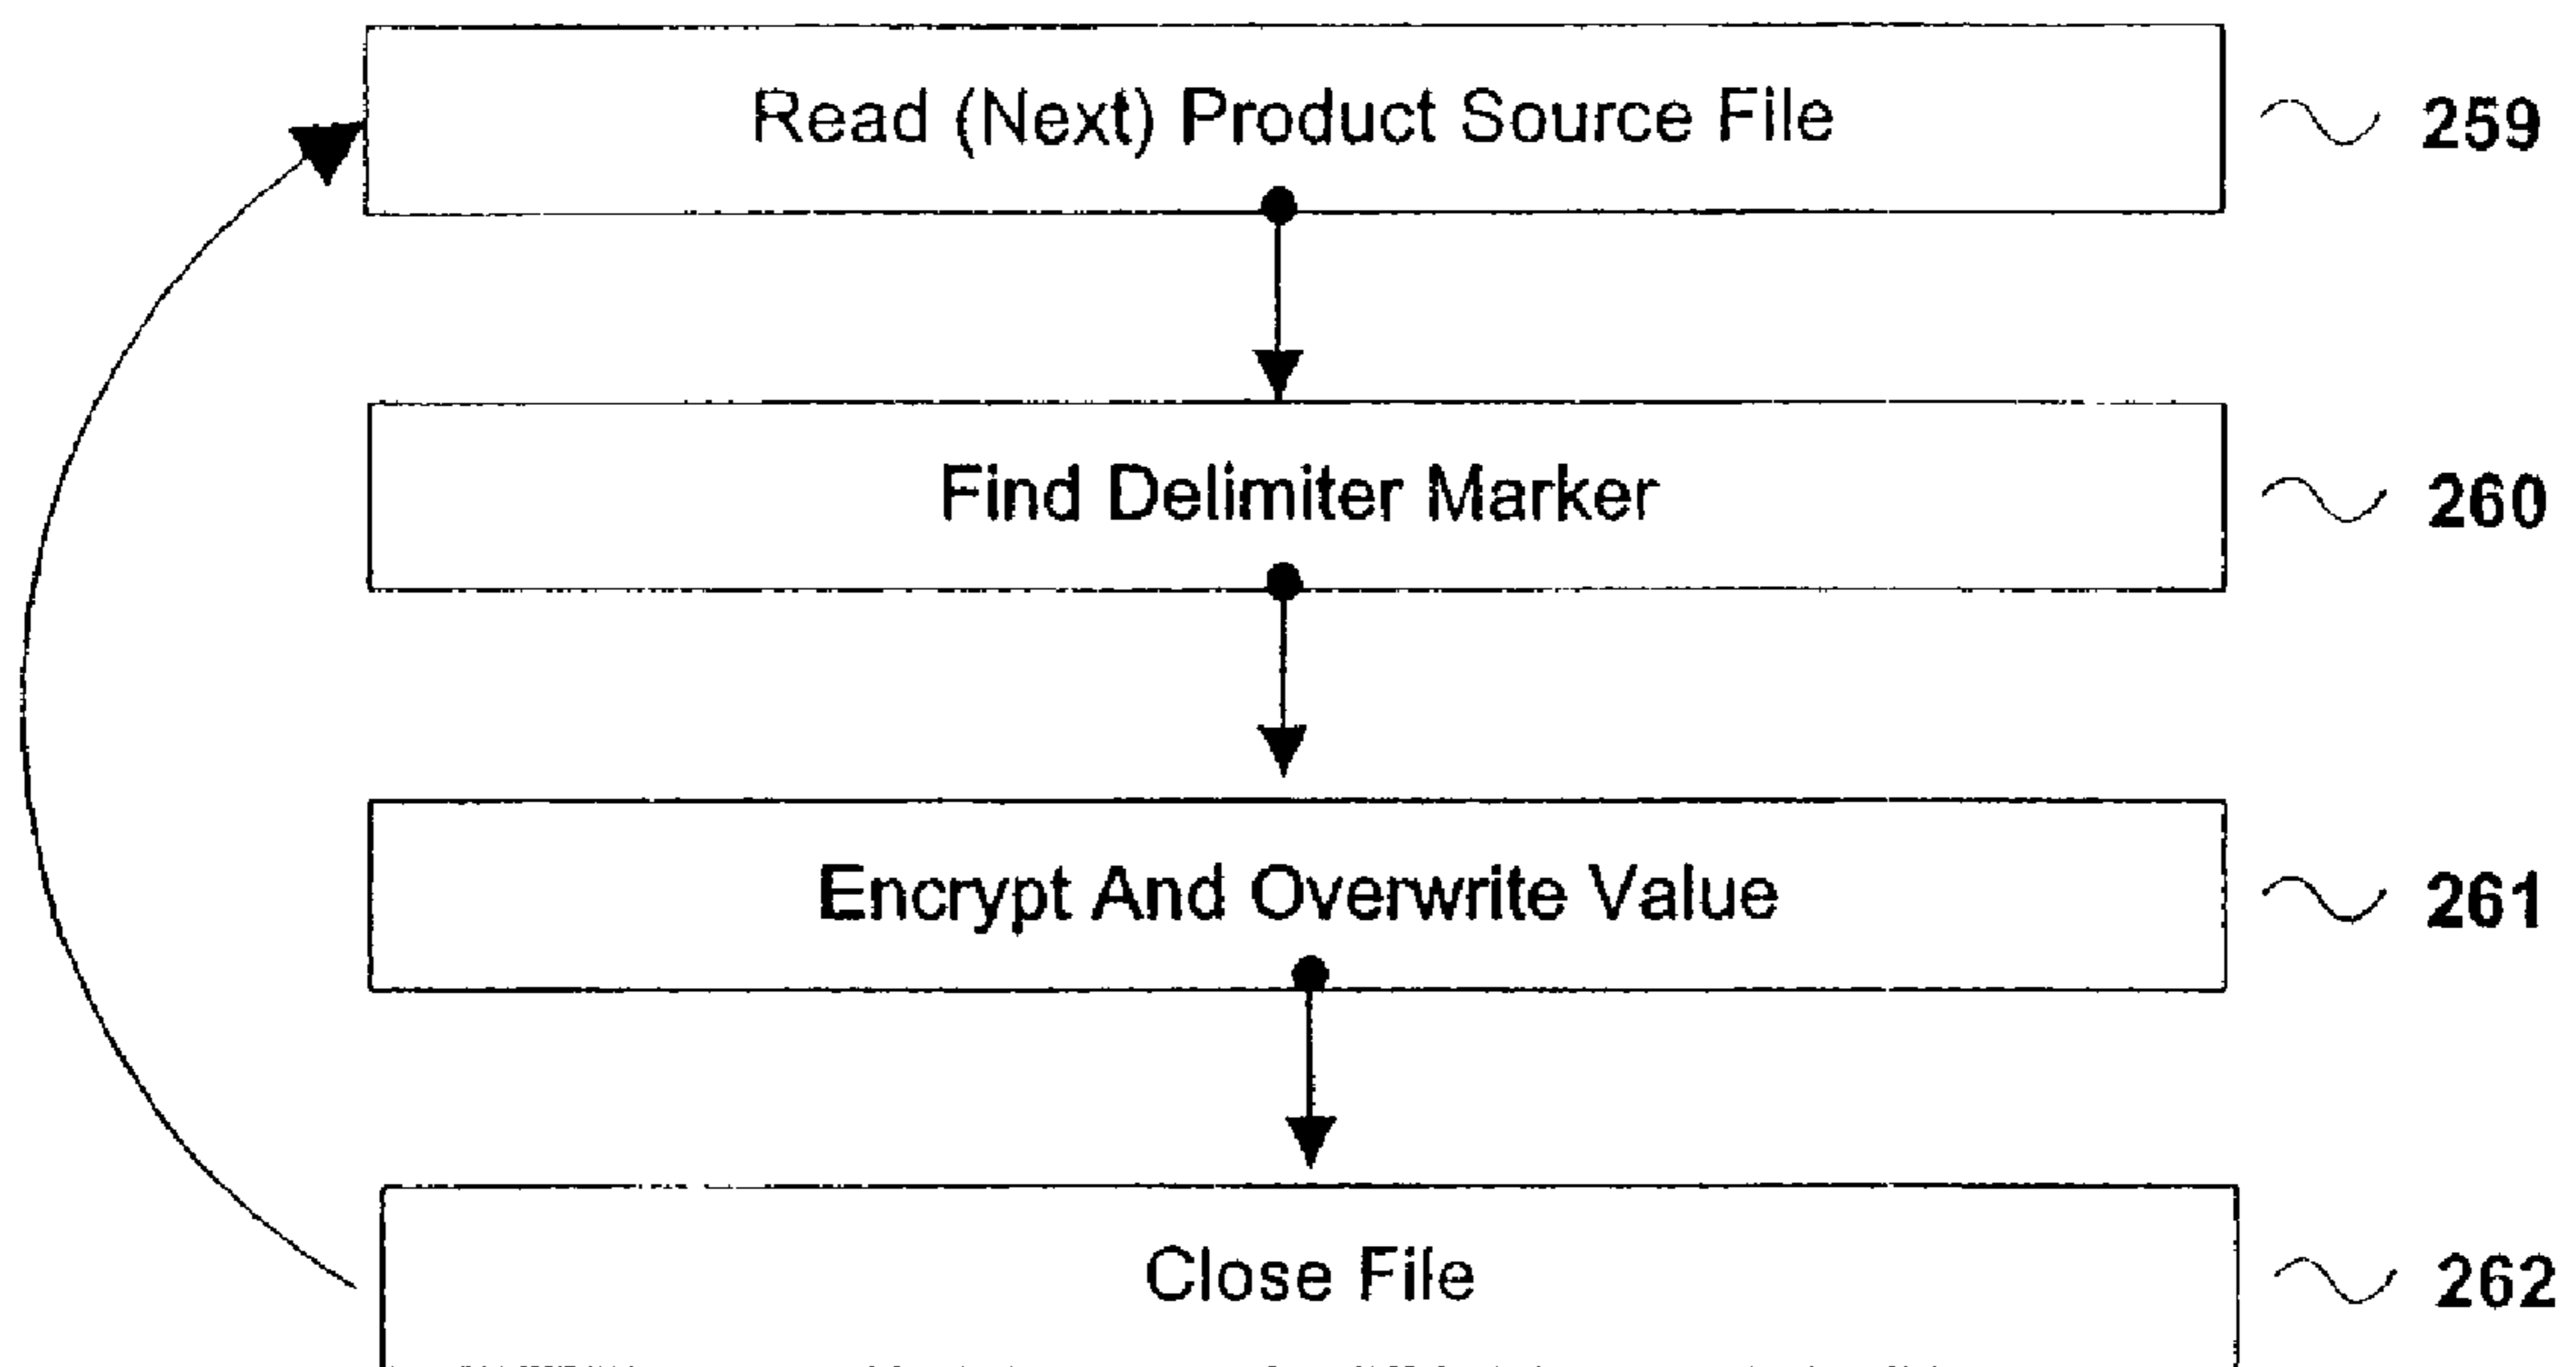 Read (Next) Product Source File 259
Find Delimiter Marker 260
Encrypt And Overwrite Value 261
Close File 262